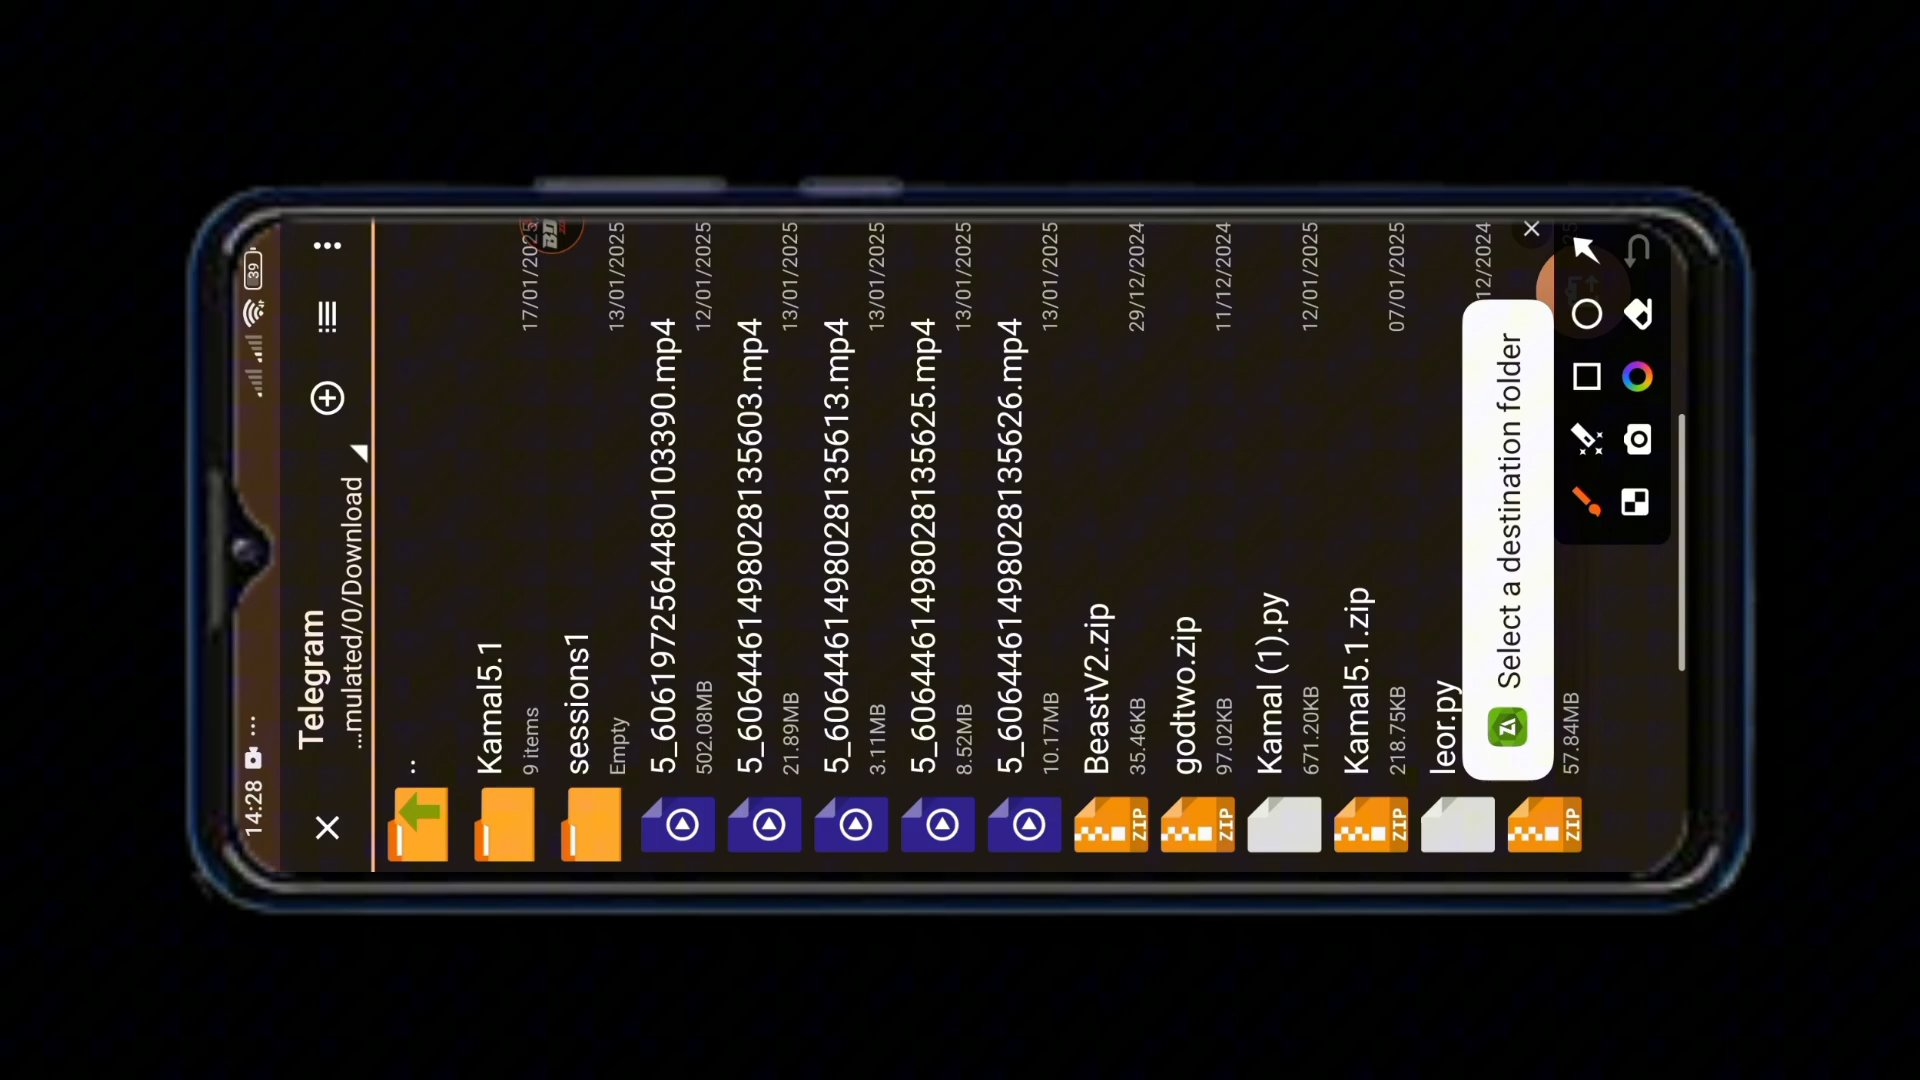 14:28 ...
39
Telegram
...mulated/0/Download
..
Kamal5.1
9 items
17/01/2025
sessions1
Empty
13/01/2025
5_6061972564480103390.mp4
502.08MB
12/01/2025
5_6064461498028135603.mp4
21.89MB
13/01/2025
5_6064461498028135613.mp4
3.11MB
13/01/2025
5_6064461498028135625.mp4
8.52MB
13/01/2025
5_6064461498028135626.mp4
10.17MB
13/01/2025
BeastV2.zip
35.46KB
29/12/2024
godtwo.zip
97.02KB
11/12/2024
Kamal (1).py
671.20KB
12/01/2025
Kamal5.1.zip
218.75KB
07/01/2025
leor.py
12/2024
Select a destination folder
57.84MB
ZIP
ZIP
ZIP
ZIP
BD
ZA